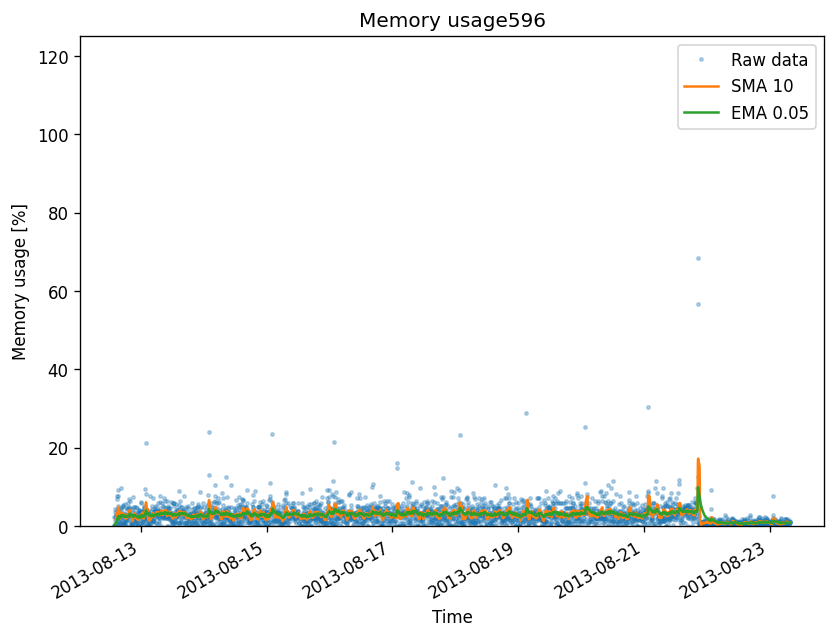 Memory usage596
120
100
80
60
40
20
0
Memory usage [%]
Raw data
SMA 10
EMA 0.05
2013-08-13
2013-08-15
2013-08-17
2013-08-19
2013-08-21
2013-08-23
Time